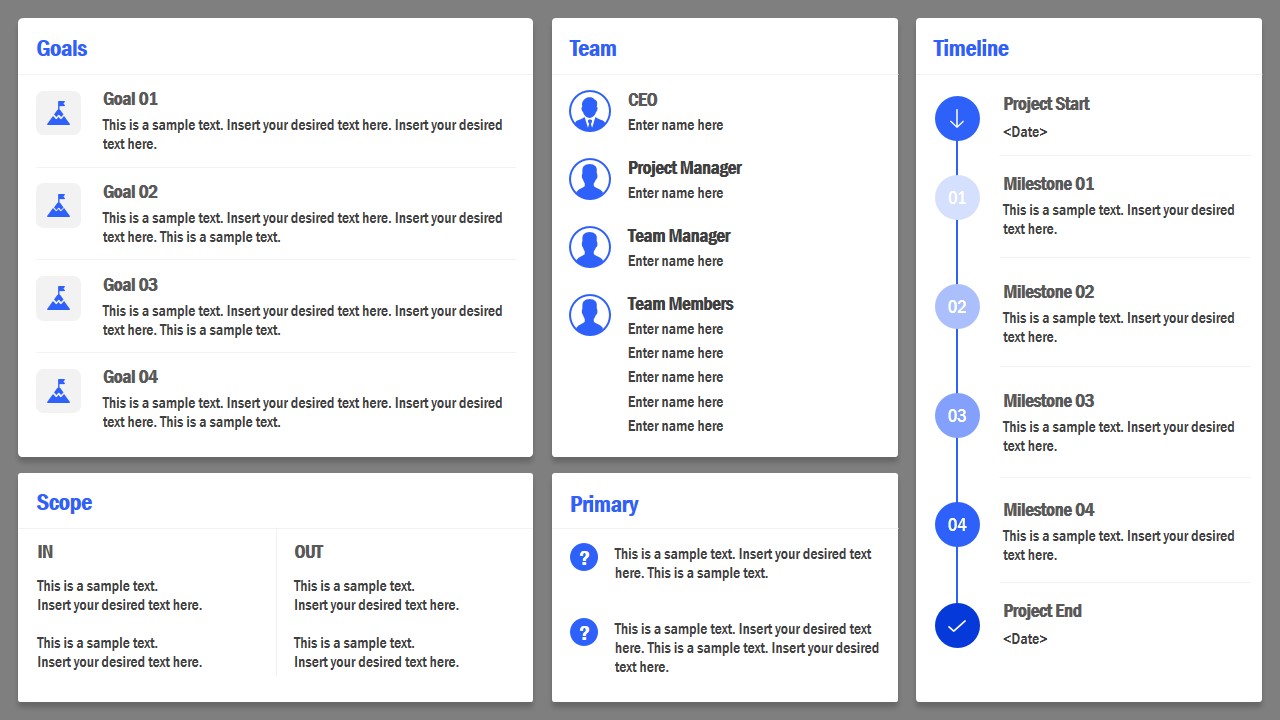 Goals
Goal 01
This is a sample text. Insert your desired text here. Insert your desired
text here.
Goal 02
This is a sample text. Insert your desired text here. Insert your desired
text here. This is a sample text.
Goal 03
This is a sample text. Insert your desired text here. Insert your desired
text here. This is a sample text.
Goal 04
This is a sample text. Insert your desired text here. Insert your desired
text here. This is a sample text.
Team
CEO
Enter name here
Project Manager
Enter name here
Team Manager
Enter name here
Team Members
Enter name here
Enter name here
Enter name here
Enter name here
Enter name here
Timeline
Project Start
<Date>
01
Milestone 01
This is a sample text. Insert your desired
text here.
02
Milestone 02
This is a sample text. Insert your desired
text here.
03
Milestone 03
This is a sample text. Insert your desired
text here.
04
Milestone 04
This is a sample text. Insert your desired
text here.
Project End
<Date>
Scope
IN
This is a sample text.
Insert your desired text here.
This is a sample text.
Insert your desired text here.
OUT
This is a sample text.
Insert your desired text here.
This is a sample text.
Insert your desired text here.
Primary
?
This is a sample text. Insert your desired text
here. This is a sample text.
?
This is a sample text. Insert your desired text
here. This is a sample text. Insert your desired
text here.